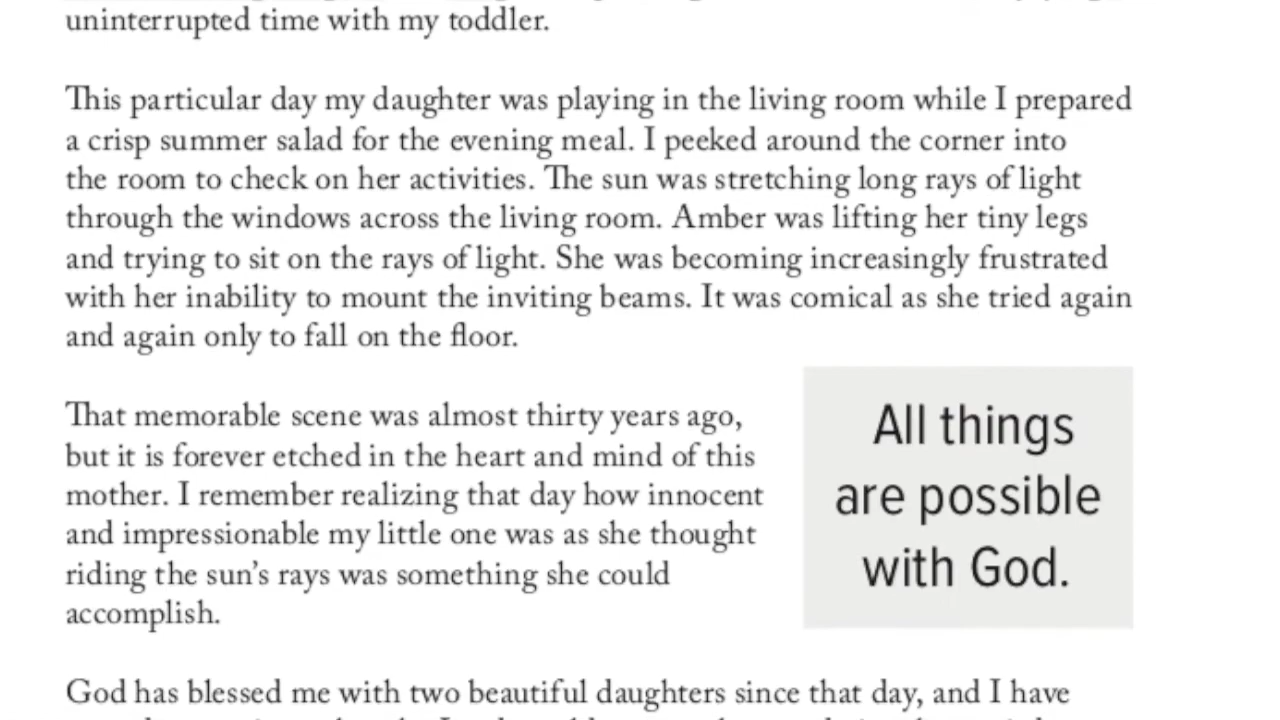 uninterrupted time with my toddler.
This particular day my daughter was playing in the living room while I prepared
a crisp summer salad for the evening meal. I peeked around the corner into
the room to check on her activities. The sun was stretching long rays of light
through the windows across the living room. Amber was lifting her tiny legs
and trying to sit on the rays of light. She was becoming increasingly frustrated
with her inability to mount the inviting beams. It was comical as she tried again
and again only to fall on the floor.
That memorable scene was almost thirty years ago,
but it is forever etched in the heart and mind of this
mother. I remember realizing that day how innocent
and impressionable my little one was as she thought
riding the sun’s rays was something she could
accomplish.
All things
are possible
with God.
God has blessed me with two beautiful daughters since that day, and I have